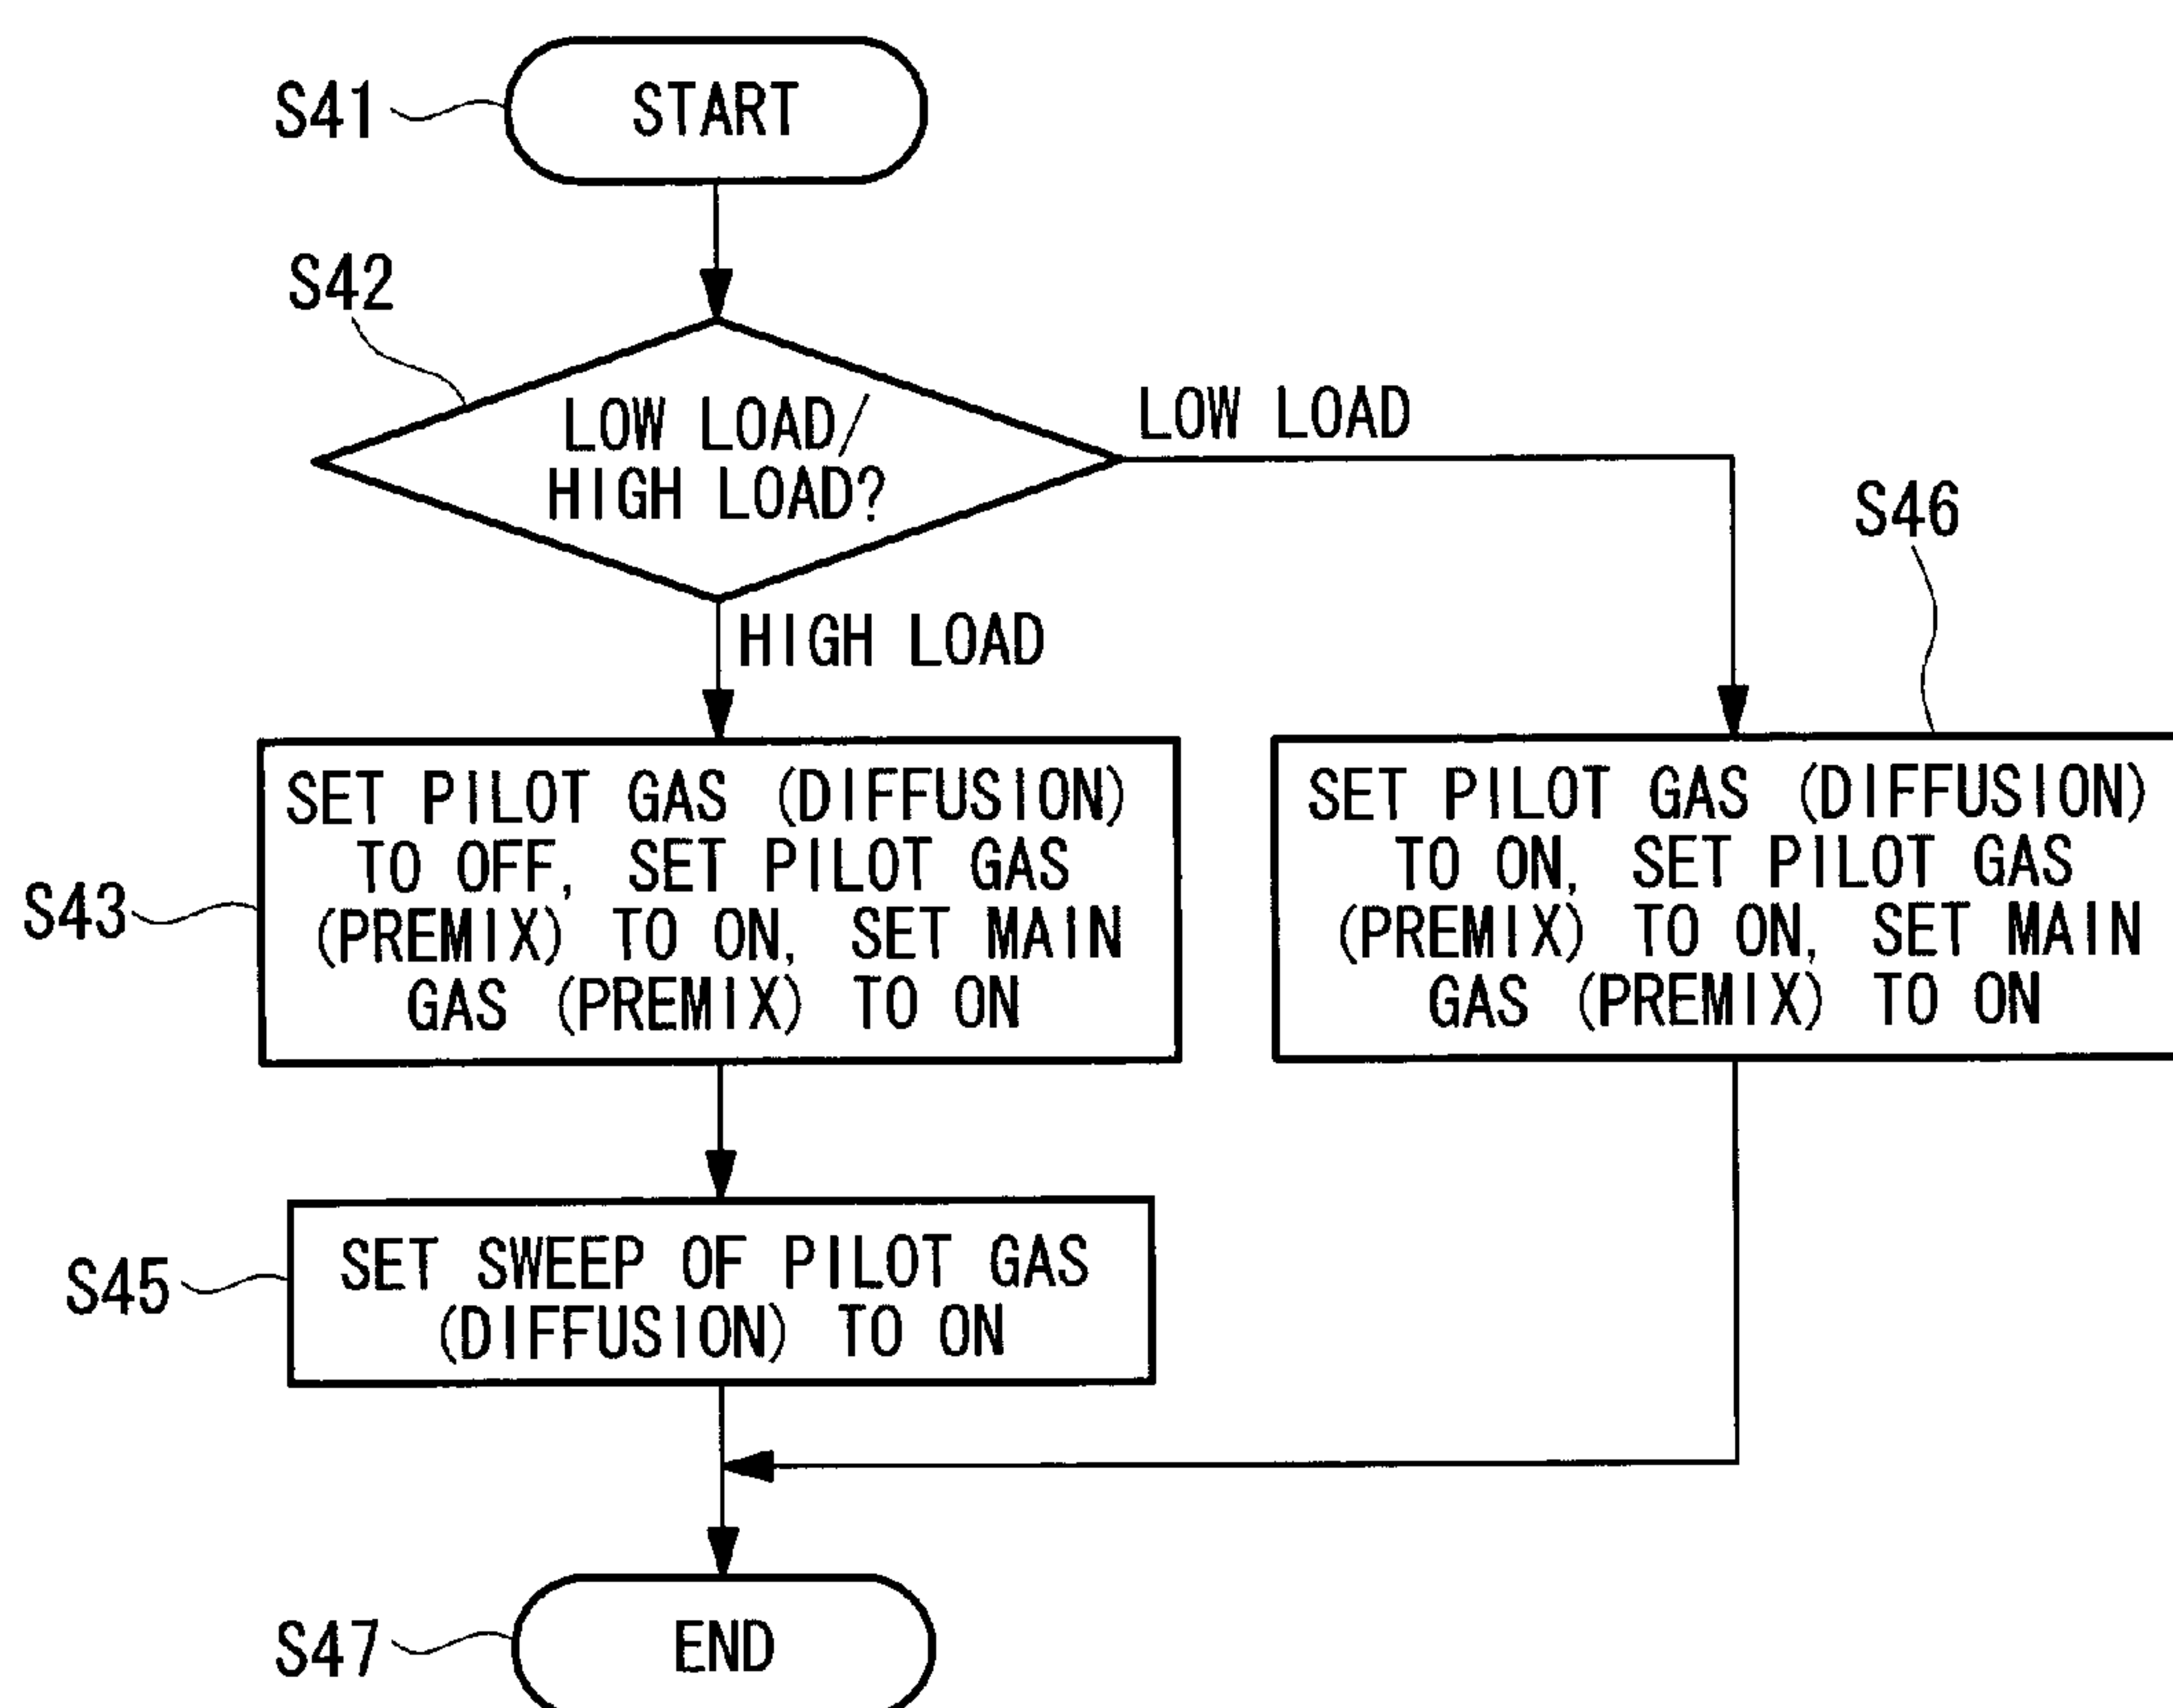 S41
START
S42
LOW LOAD/
HIGH LOAD?
LOW LOAD
HIGH LOAD
S43
SET PILOT GAS (DIFFUSION)
TO OFF, SET PILOT GAS
(PREMIX) TO ON, SET MAIN
GAS (PREMIX) TO ON
S46
SET PILOT GAS (DIFFUSION)
TO ON, SET PILOT GAS
(PREMIX) TO ON, SET MAIN
GAS (PREMIX) TO ON
S45
SET SWEEP OF PILOT GAS
(DIFFUSION) TO ON
S47
END